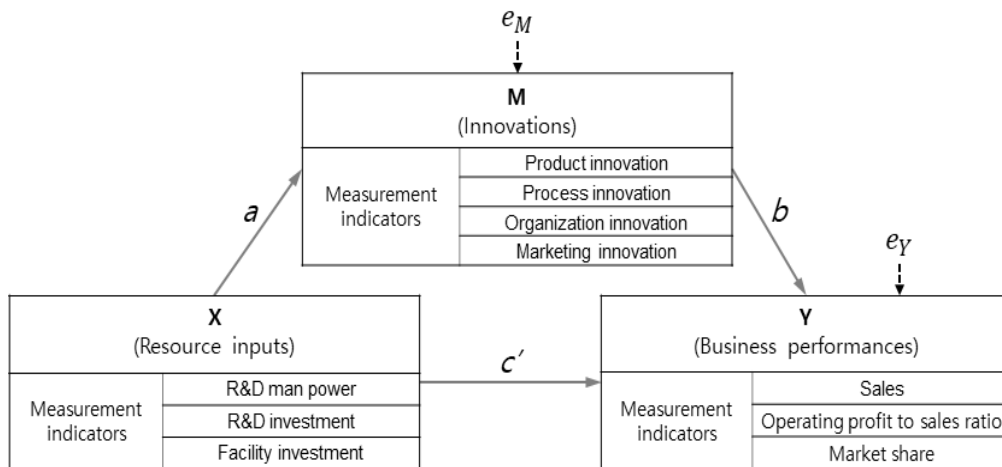 e_M
M
(Innovations)
Measurement
indicators
Product innovation
Process innovation
Organization innovation
Marketing innovation
a
b
e_Y
X
(Resource inputs)
Measurement
indicators
R&D man power
R&D investment
Facility investment
c′
Y
(Business performances)
Measurement
indicators
Sales
Operating profit to sales ratio
Market share